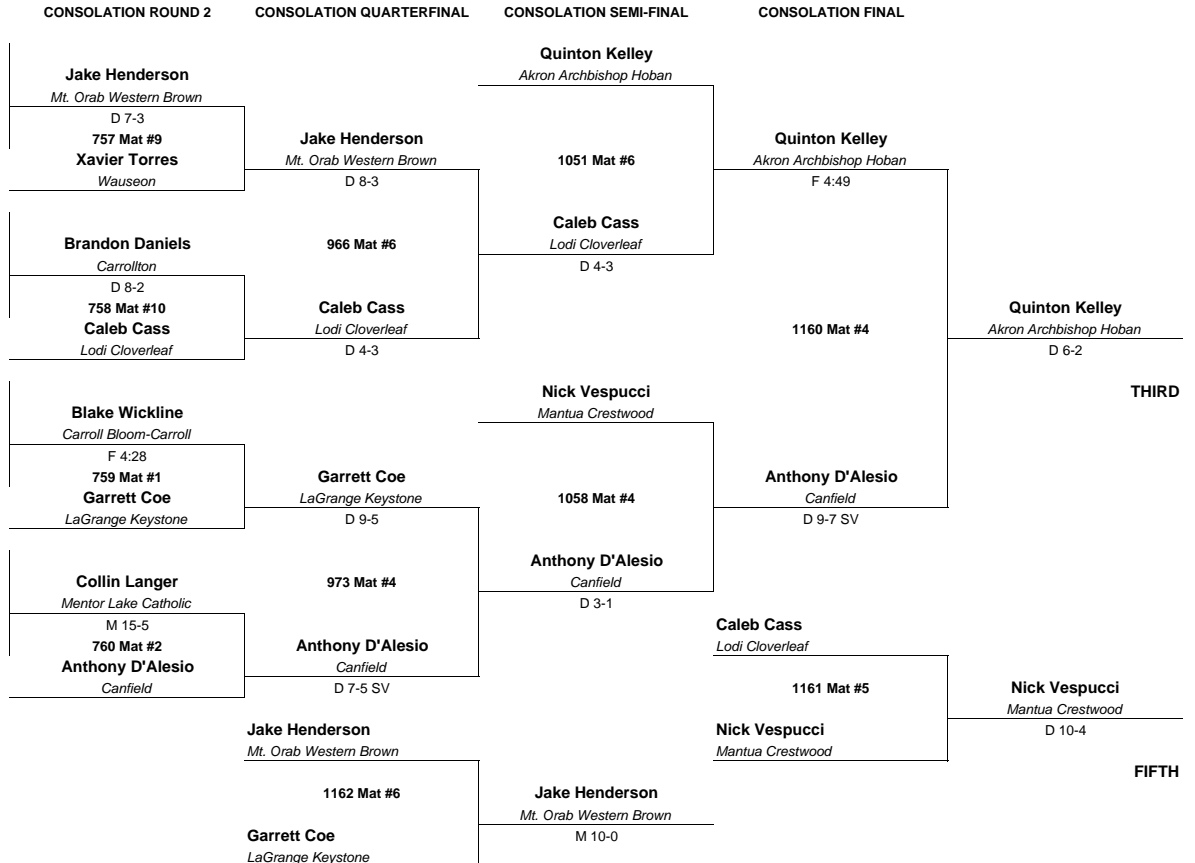 CONSOLATION ROUND 2 CONSOLATION QUARTERFINAL CONSOLATION SEMI-FINAL CONSOLATION FINAL
Jake Henderson
Mt. Orab Western Brown
D 7-3
757 Mat #9
Xavier Torres
Wauseon
Brandon Daniels
Carrollton
D 8-2
758 Mat #10
Caleb Cass
Lodi Cloverleaf
Blake Wickline
Carroll Bloom-Carroll
F 4:28
759 Mat #1
Garrett Coe
LaGrange Keystone
Collin Langer
Mentor Lake Catholic
M 15-5
760 Mat #2
Anthony D'Alesio
Canfield
Jake Henderson
Mt. Orab Western Brown
D 8-3
966 Mat #6
Caleb Cass
Lodi Cloverleaf
D 4-3
Garrett Coe
LaGrange Keystone
D 9-5
973 Mat #4
Anthony D'Alesio
Canfield
D 7-5 SV
Jake Henderson
Mt. Orab Western Brown
1162 Mat #6
Garrett Coe
LaGrange Keystone
Quinton Kelley
Akron Archbishop Hoban
1051 Mat #6
Caleb Cass
Lodi Cloverleaf
D 4-3
Nick Vespucci
Mantua Crestwood
1058 Mat #4
Anthony D'Alesio
Canfield
D 3-1
Jake Henderson
Mt. Orab Western Brown
M 10-0
Quinton Kelley
Akron Archbishop Hoban
F 4:49
1160 Mat #4
Anthony D'Alesio
Canfield
D 9-7 SV
Caleb Cass
Lodi Cloverleaf
1161 Mat #5
Nick Vespucci
Mantua Crestwood
Quinton Kelley
Akron Archbishop Hoban
D 6-2
THIRD
Nick Vespucci
Mantua Crestwood
D 10-4
FIFTH